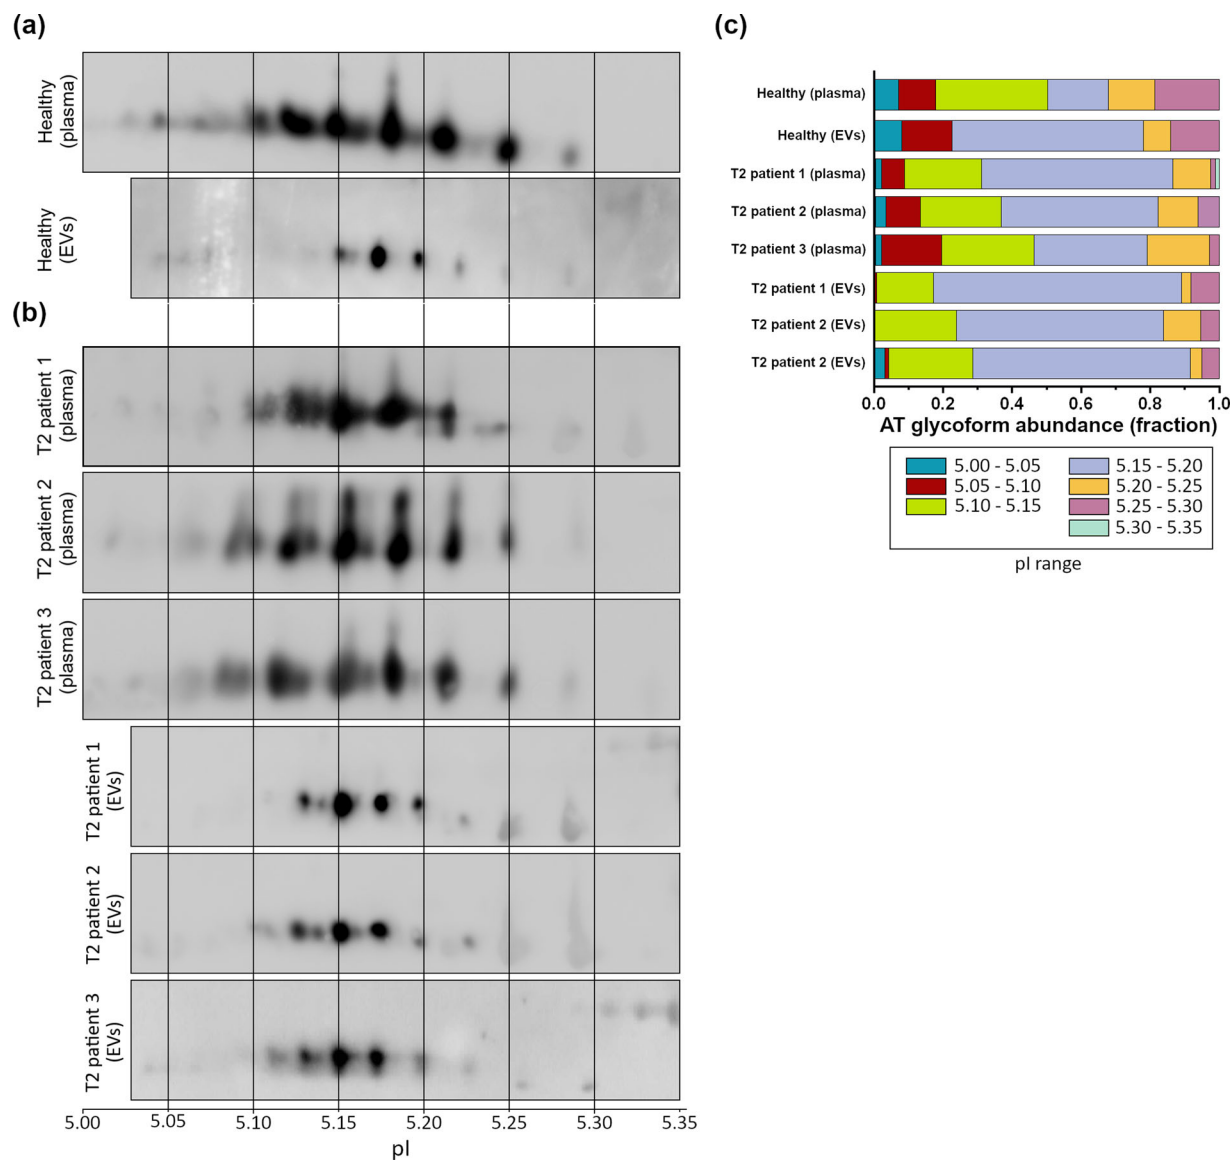 (a)
Healthy
(plasma)
Healthy
(EVs)
(b)
T2 patient 1
(plasma)
T2 patient 2
(plasma)
T2 patient 3
(plasma)
T2 patient 1
(EVs)
T2 patient 2
(EVs)
T2 patient 3
(EVs)
5.00 5.05 5.10 5.15 5.20 5.25 5.30 5.35
pI
(c)
Healthy (plasma)
Healthy (EVs)
T2 patient 1 (plasma)
T2 patient 2 (plasma)
T2 patient 3 (plasma)
T2 patient 1 (EVs)
T2 patient 2 (EVs)
T2 patient 2 (EVs)
0.0 0.2 0.4 0.6 0.8 1.0
AT glycoform abundance (fraction)
5.00 - 5.05
5.05 - 5.10
5.10 - 5.15
5.15 - 5.20
5.20 - 5.25
5.25 - 5.30
5.30 - 5.35
pI range